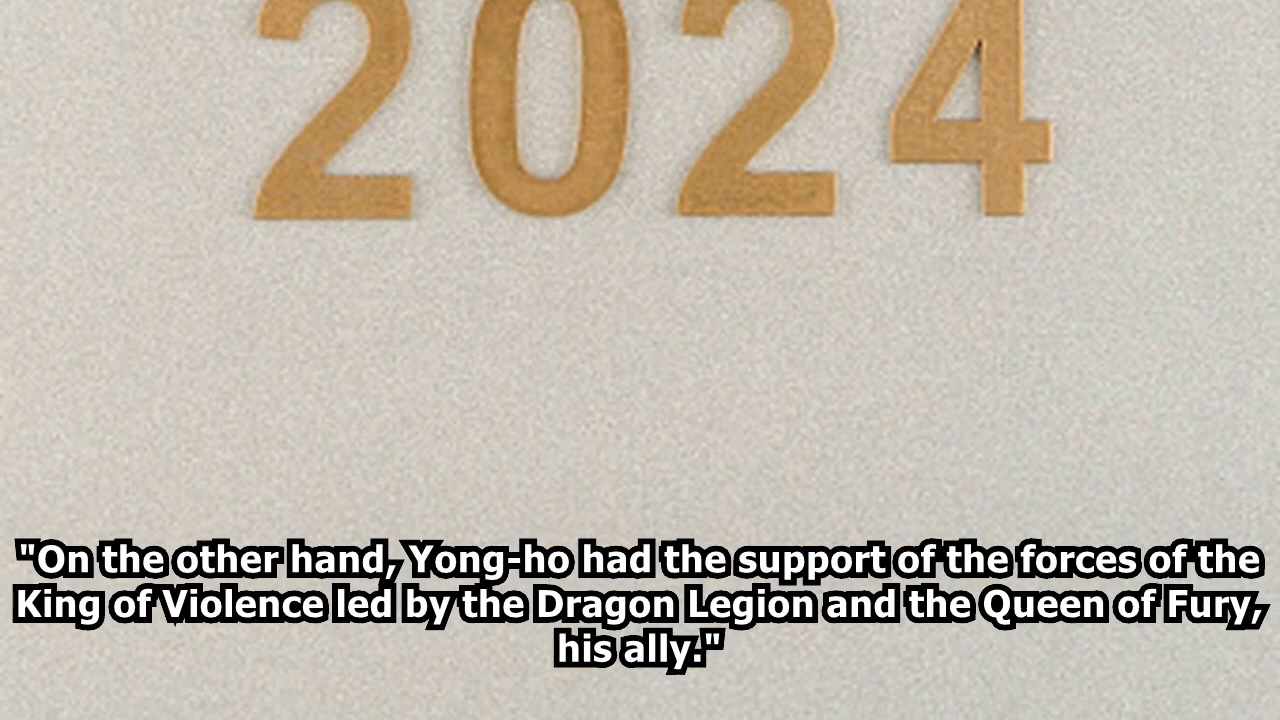 2024
"On the other hand, Yong-ho had the support of the forces of the
King of Violence led by the Dragon Legion and the Queen of Fury,
his ally."